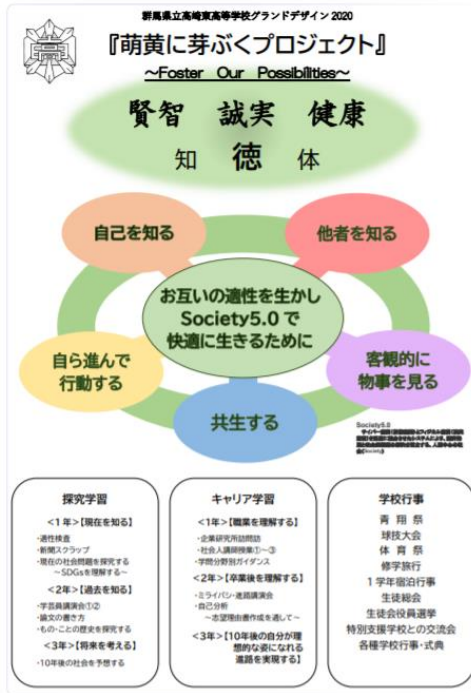 群馬県立高崎東高等学校グランドデザイン 2020
『萌黄に芽ぶくプロジェクト』
～Foster Our Possibilities～
賢智 誠実 健康
知 徳 体
自己を知る
他者を知る
お互いの適性を生かし
Society5.0 で
快適に生きるために
自ら進んで
行動する
客観的に
物事を見る
共生する
Society5.0
探究学習
<1 年>【現在を知る】
・適性検査
・新聞スクラップ
・現在の社会問題を探究する
～SDGsを理解する～
<2年>【過去を知る】
・学芸員講演会①②
・論文の書き方
・もの・ことの歴史を探究する
<3年>【将来を考える】
・10年後の社会を予想する
キャリア学習
<1年>【職業を理解する】
・企業研究所訪問
・社会人講師授業①～③
・学問分野別ガイダンス
<2年>【卒業後を理解する】
・ミライバシ・進路講演会
・自己分析
～志望理由書作成を通して～
<3年>【10年後の自分が理
想的な姿になれる
進路を実現する】
学校行事
青 翔 祭
球技大会
体 育 祭
修学旅行
1学年宿泊行事
生徒総会
生徒会役員選挙
特別支援学校との交流会
各種学校行事・式典